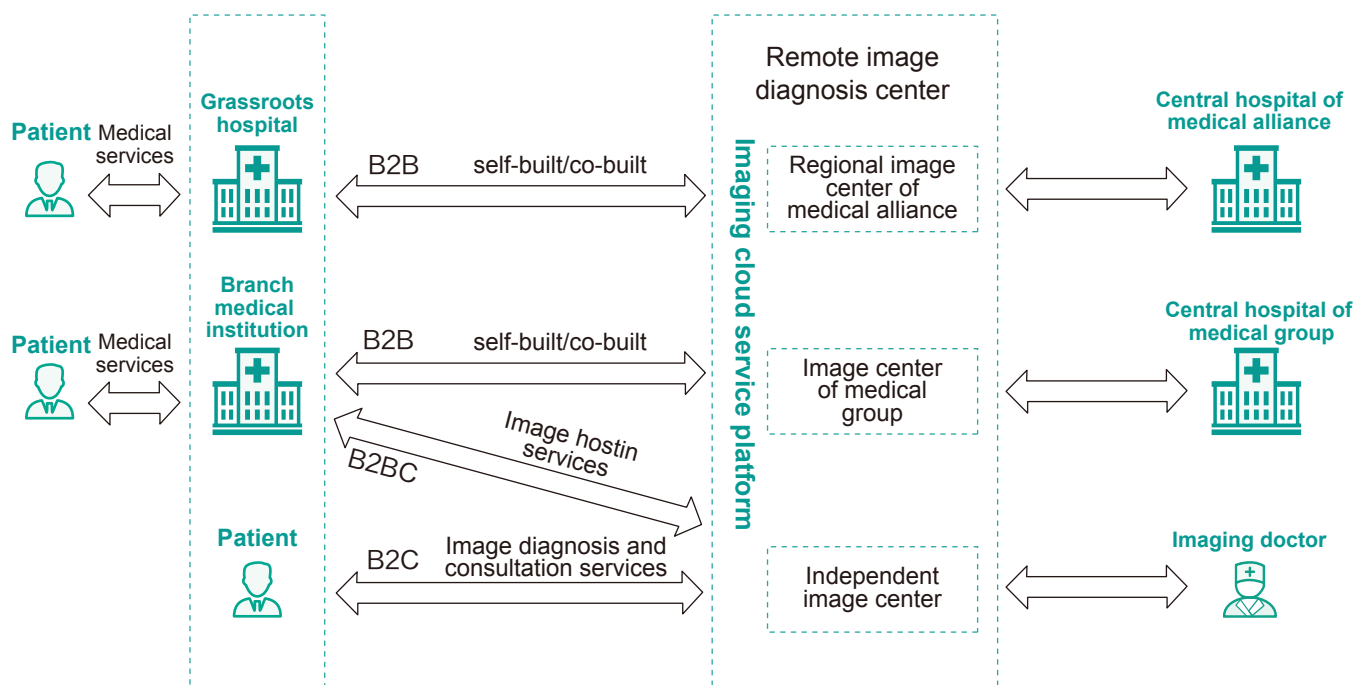 Patient
Medical
services
Grassroots
hospital
B2B
self-built/co-built
Remote image
diagnosis center
Imaging cloud service platform
Regional image
center of
medical alliance
Central hospital of
medical alliance
Patient
Medical
services
Branch
medical
institution
B2B
self-built/co-built
Image center
of medical
group
Central hospital of
medical group
Image hostin
services
B2BC
Patient
B2C
Image diagnosis and
consultation services
Independent
image center
Imaging doctor